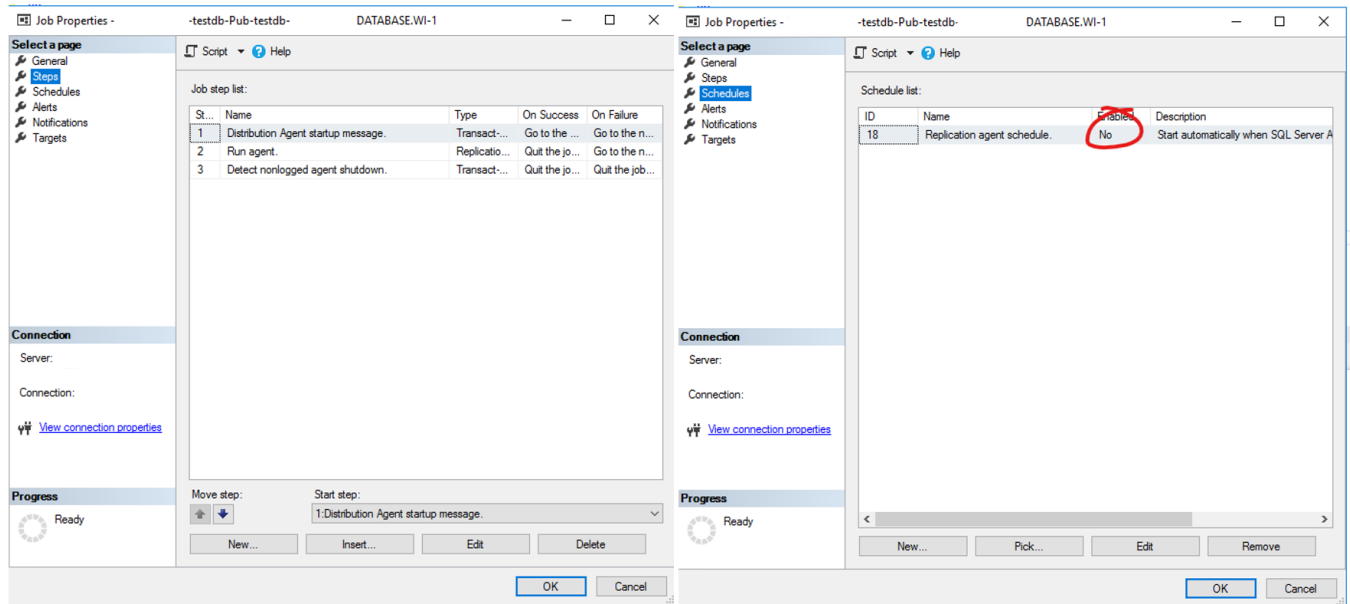 Job Properties - -testdb-Pub-testdb- DATABASE.WI-1
Select a page
General
Steps
Schedules
Alerts
Notifications
Targets
Script Help
Job step list:
St... Name Type On Success On Failure
1 Distribution Agent startup message. Transact-... Go to the ... Go to the n...
2 Run agent. Replicatio... Quit the jo... Go to the n...
3 Detect nonlogged agent shutdown. Transact-... Quit the jo... Quit the job...
Connection
Server:
Connection:
View connection properties
Progress
Ready
Move step: Start step:
1:Distribution Agent startup message.
New... Insert... Edit Delete
OK Cancel
Job Properties - -testdb-Pub-testdb- DATABASE.WI-1
Select a page
General
Steps
Schedules
Alerts
Notifications
Targets
Script Help
Schedule list:
ID Name Enabled Description
18 Replication agent schedule. No Start automatically when SQL Server A
Connection
Server:
Connection:
View connection properties
Progress
Ready
New... Pick... Edit Remove
OK Cancel